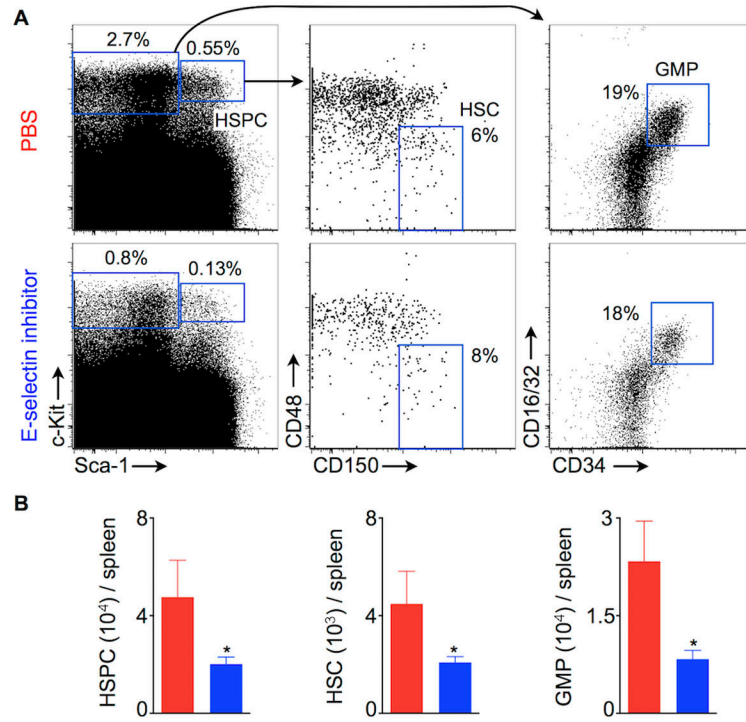 A
2.7%
0.55%
HSPC
HSC
6%
GMP
19%
PBS
0.8%
0.13%
8%
18%
E-selectin inhibitor
c-Kit
Sca-1
CD48
CD150
CD16/32
CD34
B
HSPC (10⁴) / spleen
8
4
0
*
HSC (10³) / spleen
8
4
0
*
GMP (10⁴) / spleen
3
1.5
0
*